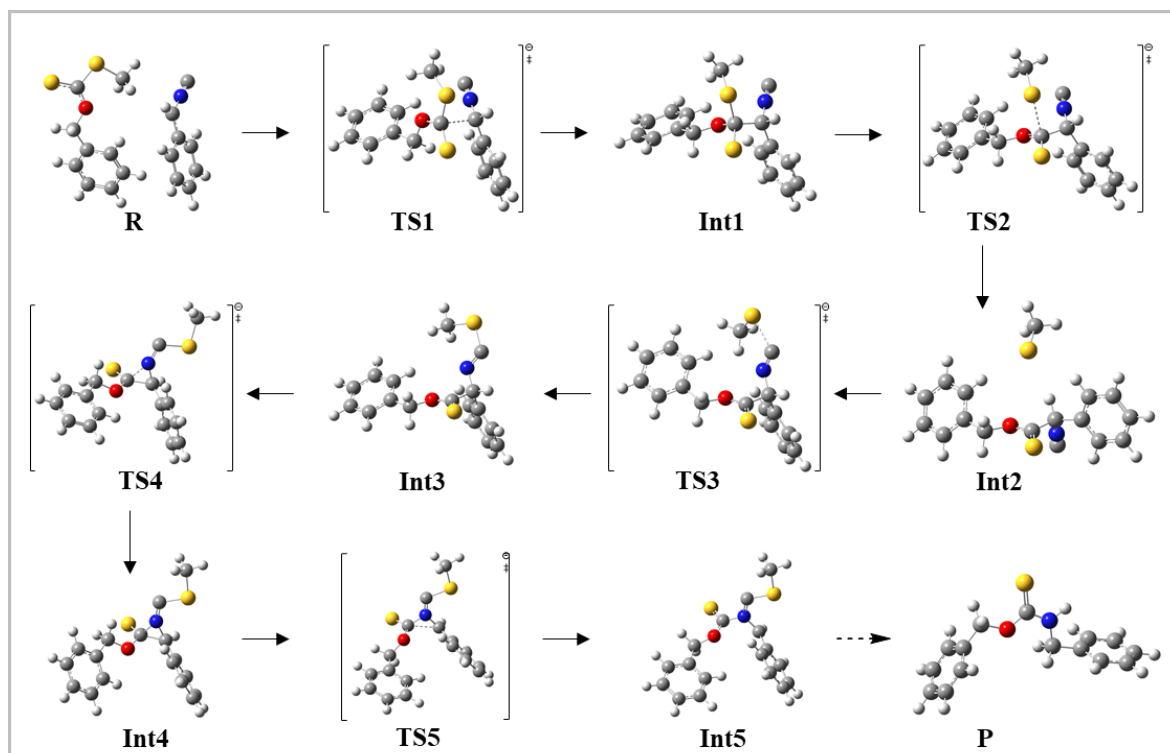 R
TS1
⊖
‡
Int1
TS2
⊖
‡
TS4
⊖
‡
Int3
TS3
⊖
‡
Int2
Int4
TS5
⊖
‡
Int5
P